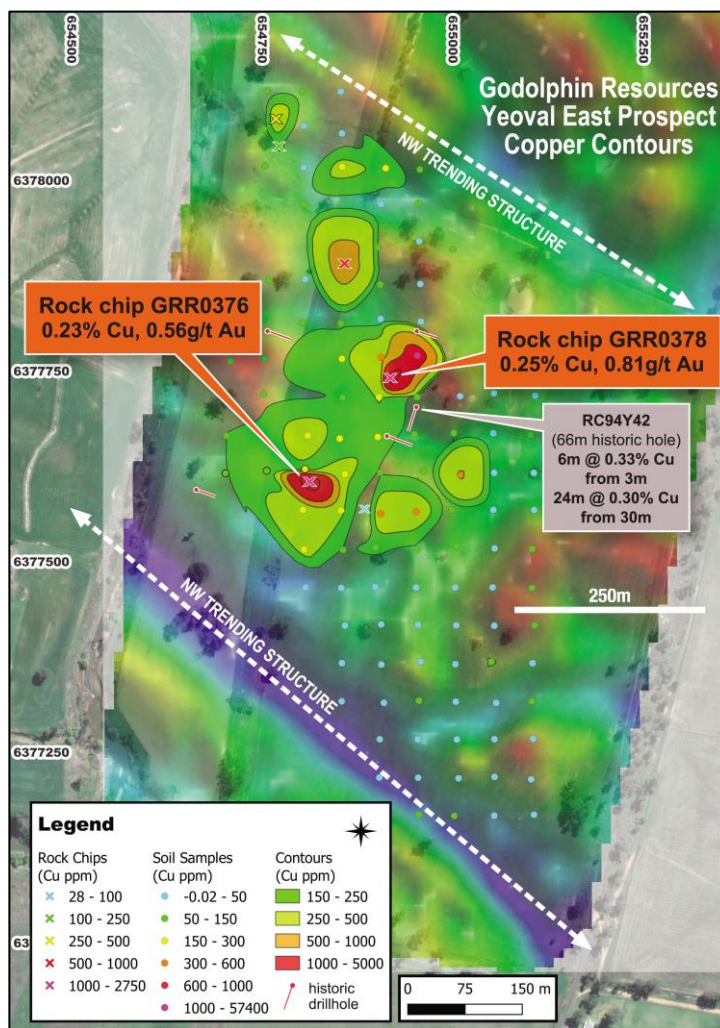 654500
654750
655000
655250
Godolphin Resources
Yeoval East Prospect
Copper Contours
NW TRENDING STRUCTURE
6378000
Rock chip GRR0376
0.23% Cu, 0.56g/t Au
Rock chip GRR0378
0.25% Cu, 0.81g/t Au
6377750
RC94Y42
(66m historic hole)
6m @ 0.33% Cu
from 3m
24m @ 0.30% Cu
from 30m
6377500
250m
NW TRENDING STRUCTURE
6377250
Legend
Rock Chips
(Cu ppm)
28 - 100
100 - 250
250 - 500
500 - 1000
1000 - 2750
Soil Samples
(Cu ppm)
-0.02 - 50
50 - 150
150 - 300
300 - 600
600 - 1000
1000 - 57400
Contours
(Cu ppm)
150 - 250
250 - 500
500 - 1000
1000 - 5000
historic
drillhole
0 75 150 m